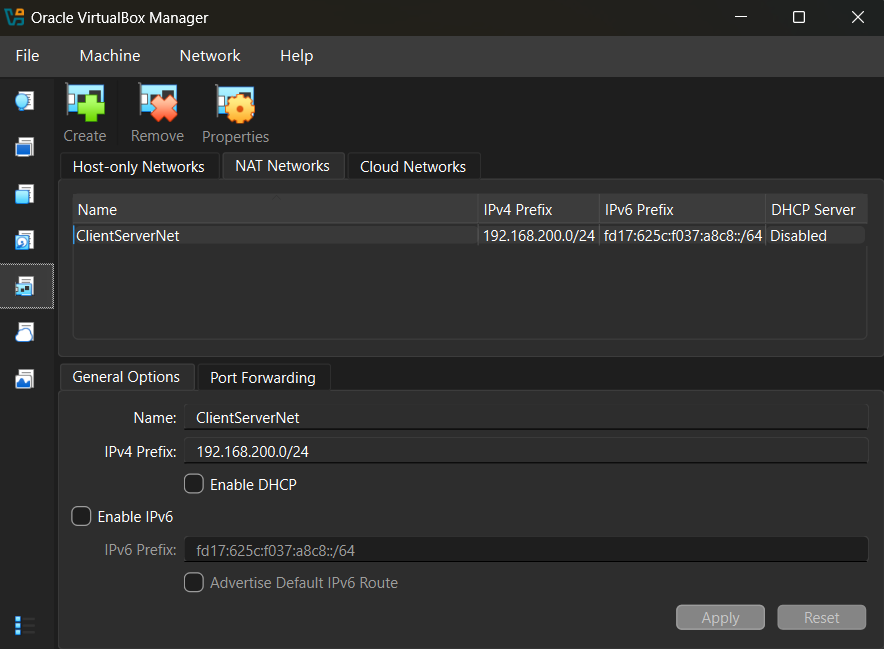 Oracle VirtualBox Manager
File Machine Network Help
Create Remove Properties
Host-only Networks NAT Networks Cloud Networks
Name IPv4 Prefix IPv6 Prefix DHCP Server
ClientServerNet 192.168.200.0/24 fd17:625c:f037:a8c8::/64 Disabled
General Options Port Forwarding
Name: ClientServerNet
IPv4 Prefix: 192.168.200.0/24
Enable DHCP
Enable IPv6
IPv6 Prefix: fd17:625c:f037:a8c8::/64
Advertise Default IPv6 Route
Apply Reset